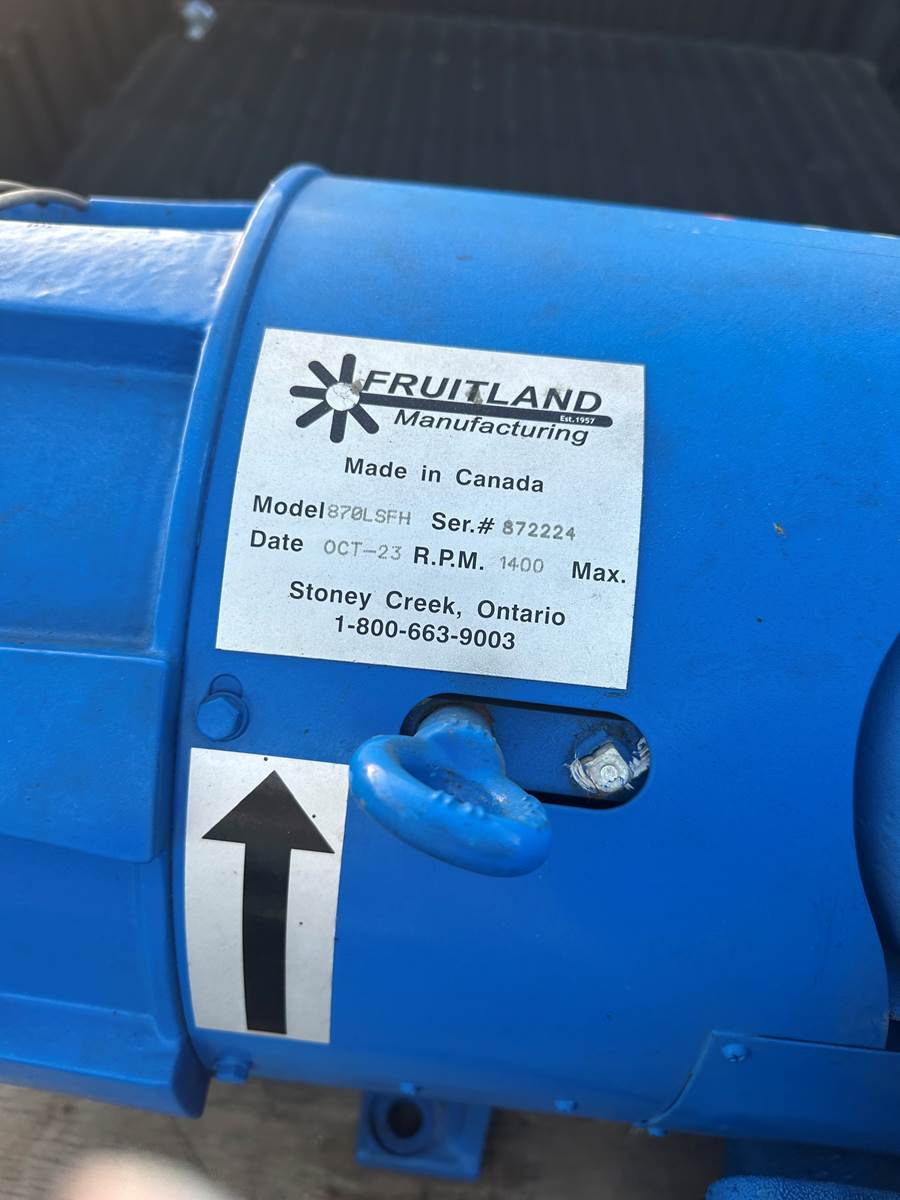 FRUITLAND
Est.1957
Manufacturing
Made in Canada
Model 870LSFH Ser.# 872224
Date OCT-23 R.P.M. 1400 Max.
Stoney Creek, Ontario
1-800-663-9003